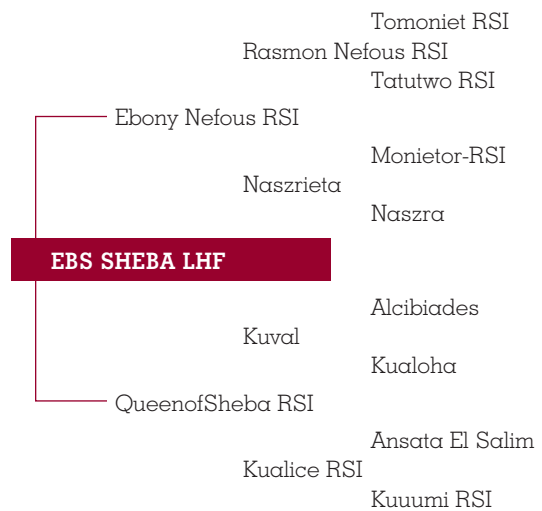 Tomoniet RSI
Rasmon Nefous RSI
Tatutwo RSI
Ebony Nefous RSI
Monietor-RSI
Naszrieta
Naszra
EBS SHEBA LHF
Alcibiades
Kuval
Kualoha
QueenofSheba RSI
Ansata El Salim
Kualice RSI
Kuuumi RSI